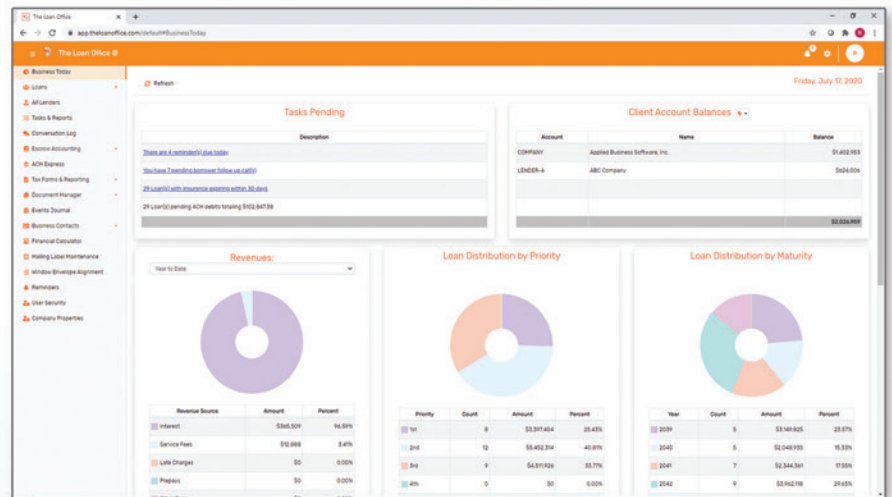 The Loan Office
app.theloanoffice.com/default#BusinessToday
The Loan Office ®
Business Today
Loans
All Lenders
Tasks & Reports
Conversation Log
Escrow Accounting
ACH Express
Tax Forms & Reporting
Document Manager
Events Journal
Business Contacts
Financial Calculator
Mailing Label Maintenance
Window Envelope Alignment
Reminders
User Security
Company Properties
Refresh
Friday, July 17, 2020
Tasks Pending
Description
There are 4 reminder(s) due today
You have 7 pending borrower follow up call(s)
29 Loan(s) with insurance expiring within 30 days
29 Loan(s) pending ACH debits totaling $102,847.38
Client Account Balances
Account Name Balance
COMPANY Applied Business Software, Inc. $1,402,953
LENDER-A ABC Company $624,006
$2,026,959
Revenues:
Year to Date
Revenue Source Amount Percent
Interest $365,509 96.59%
Service Fees $12,888 3.41%
Late Charges $0 0.00%
Prepays $0 0.00%
Loan Distribution by Priority
Priority Count Amount Percent
1st 8 $3,397,404 25.43%
2nd 12 $5,452,314 40.81%
3rd 9 $4,511,926 33.77%
4th 0 $0 0.00%
Loan Distribution by Maturity
Year Count Amount Percent
2039 5 $3,149,825 23.57%
2040 5 $2,048,935 15.33%
2041 7 $2,344,361 17.55%
2042 9 $3,962,118 29.65%